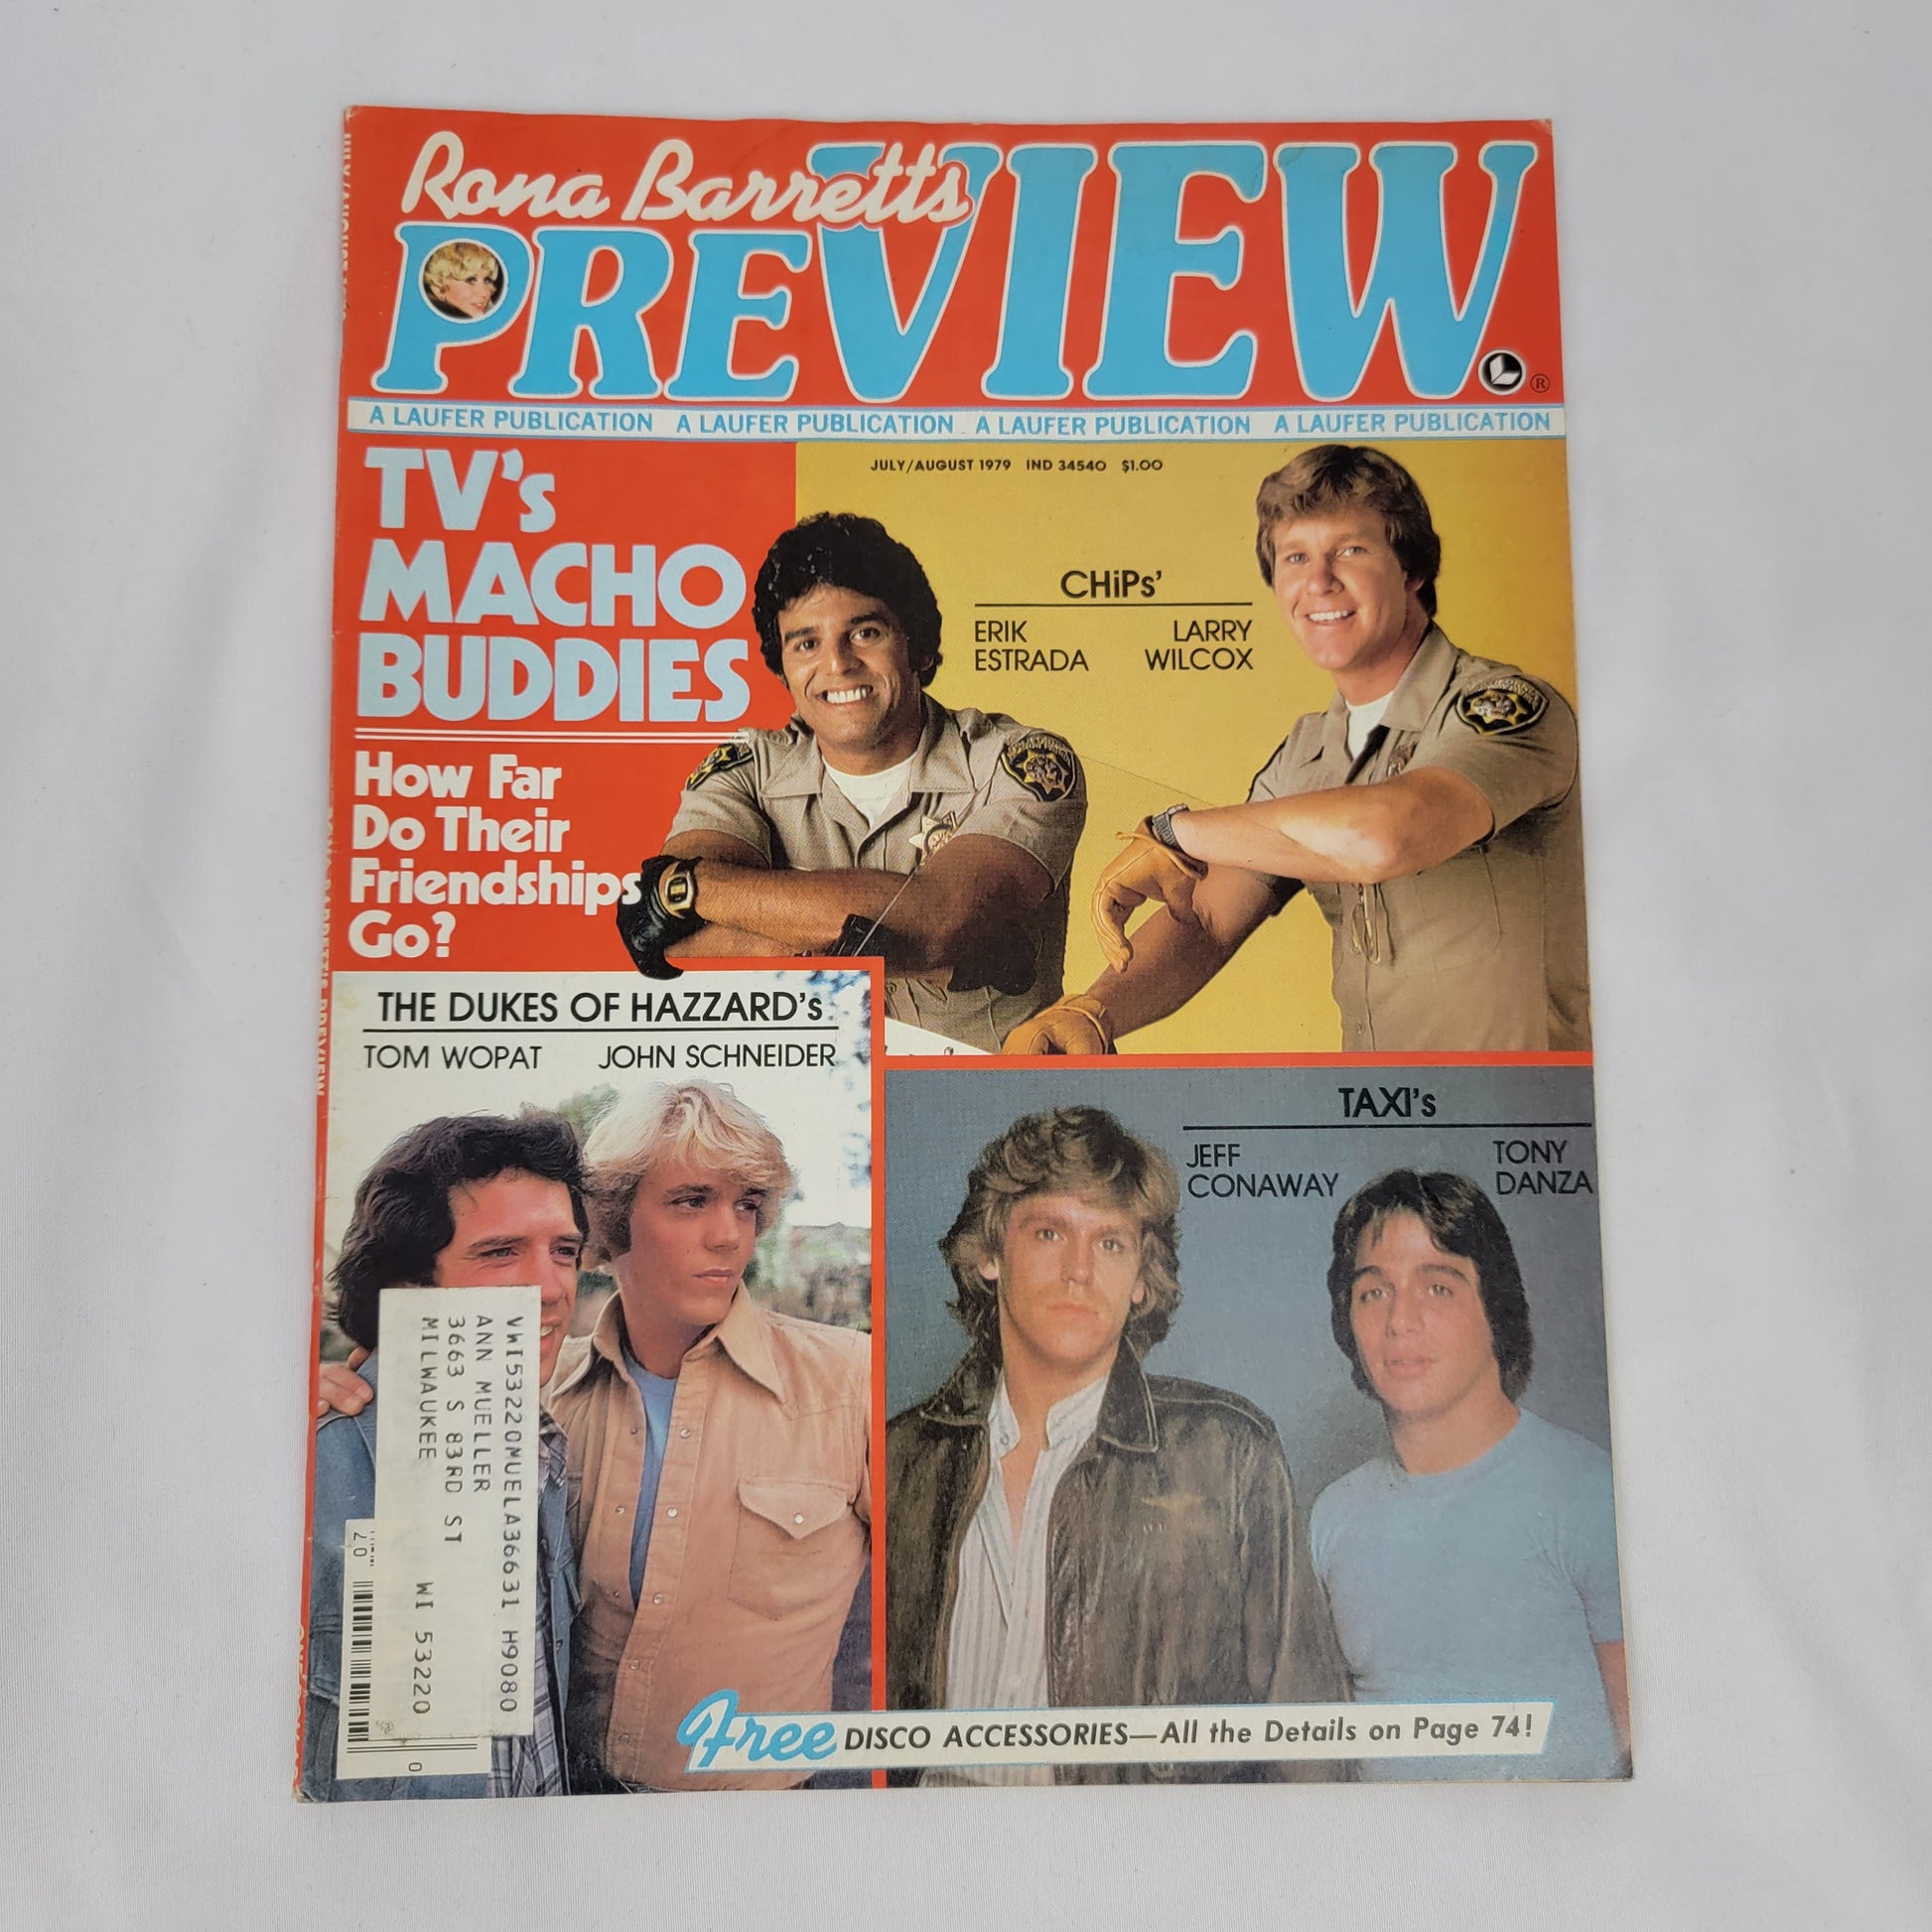 Rona Barrett's
PREVIEW
®
A LAUFER PUBLICATION A LAUFER PUBLICATION A LAUFER PUBLICATION A LAUFER PUBLICATION
JULY/AUGUST 1979 IND 34540 $1.00
TV's
MACHO
BUDDIES
How Far
Do Their
Friendships
Go?
CHiPs'
ERIK
ESTRADA
LARRY
WILCOX
THE DUKES OF HAZZARD's
TOM WOPAT JOHN SCHNEIDER
TAXI's
JEFF
CONAWAY
TONY
DANZA
VWI53220MUELA36631 H9080
ANN MUELLER
3663 S 83RD ST
MILWAUKEE WI 53220
07
0
Free DISCO ACCESSORIES—All the Details on Page 74!